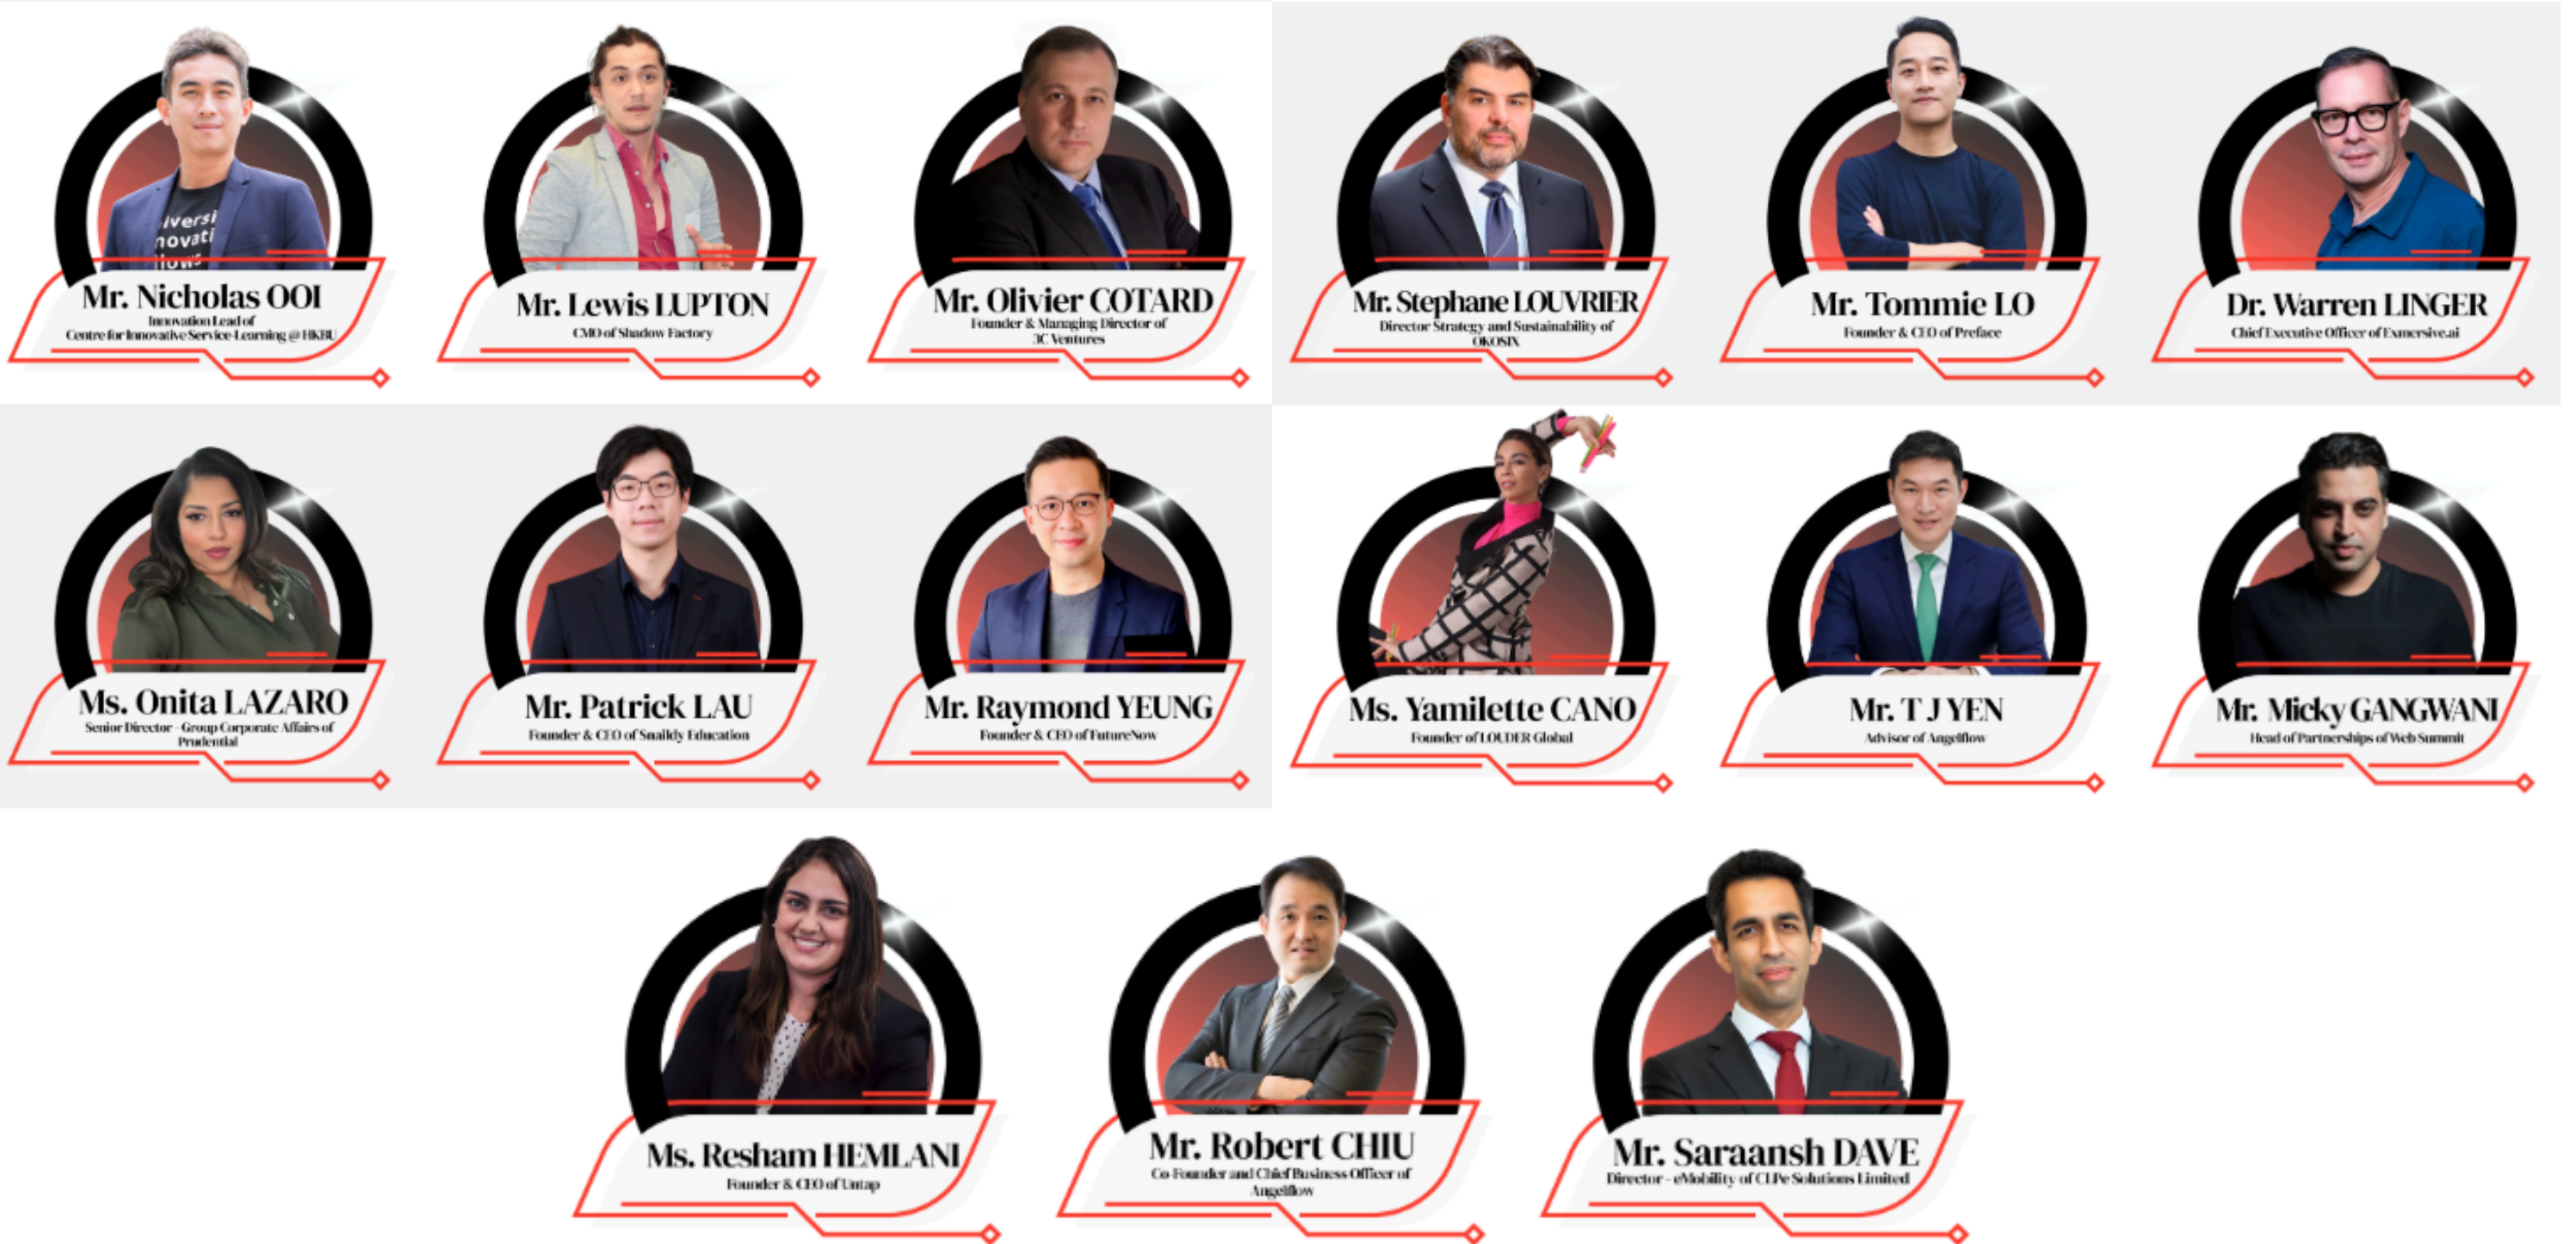 iversi
novati
Mr. Nicholas OOI
Innovation Lead of
Centre for Innovative Service-Learning @ HKBU
Mr. Lewis LUPTON
CMO of Shadow Factory
Mr. Olivier COTARD
Founder & Managing Director of
3C Ventures
Mr. Stephane LOUVRIER
Director Strategy and Sustainability of
OKOSIX
Mr. Tommie LO
Founder & CEO of Preface
Dr. Warren LINGER
Chief Executive Officer of Exmersive.ai
Ms. Onita LAZARO
Senior Director - Group Corporate Affairs of
Prudential
Mr. Patrick LAU
Founder & CEO of Snaildy Education
Mr. Raymond YEUNG
Founder & CEO of FutureNow
Ms. Yamilette CANO
Founder of LOUDER Global
Mr. T J YEN
Advisor of Angelflow
Mr. Micky GANGWANI
Head of Partnerships of Web Summit
Ms. Resham HEMLANI
Founder & CEO of Untap
Mr. Robert CHIU
Co-Founder and Chief Business Officer of
Angelflow
Mr. Saraansh DAVE
Director - eMobility of CLPe Solutions Limited